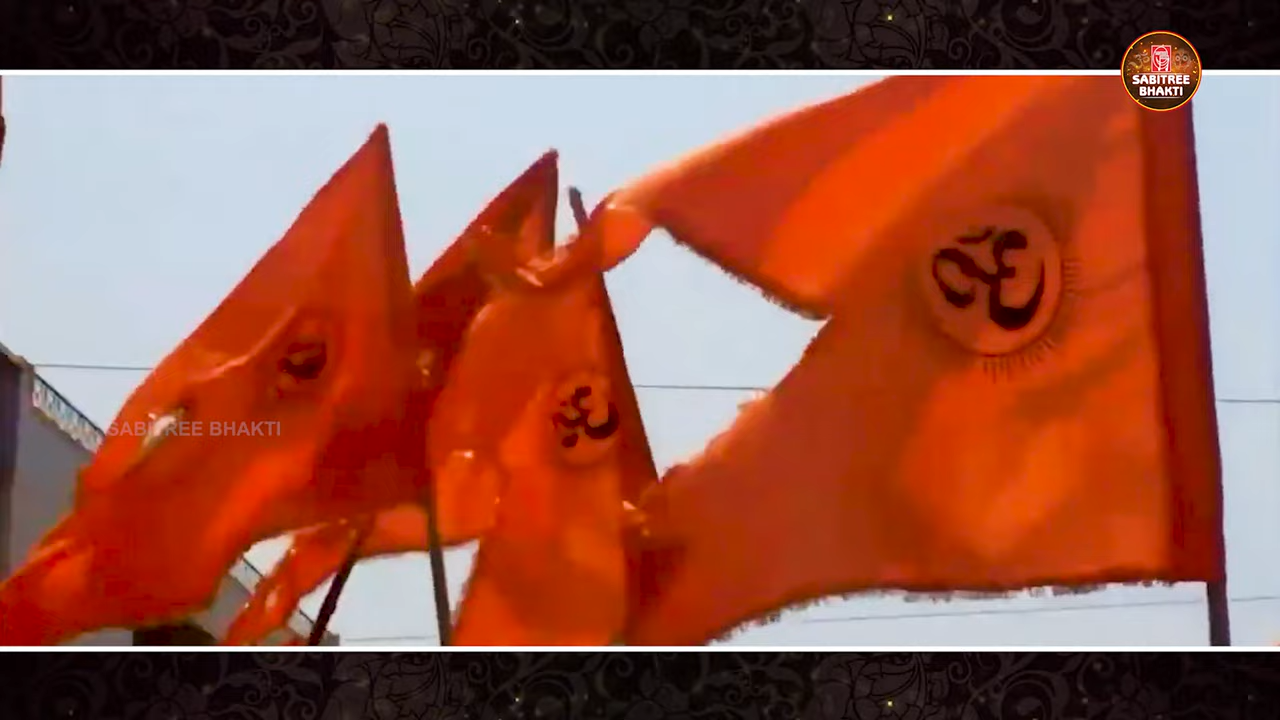 SABITREE
BHAKTI
ॐ
ॐ
SABITREE BHAKTI